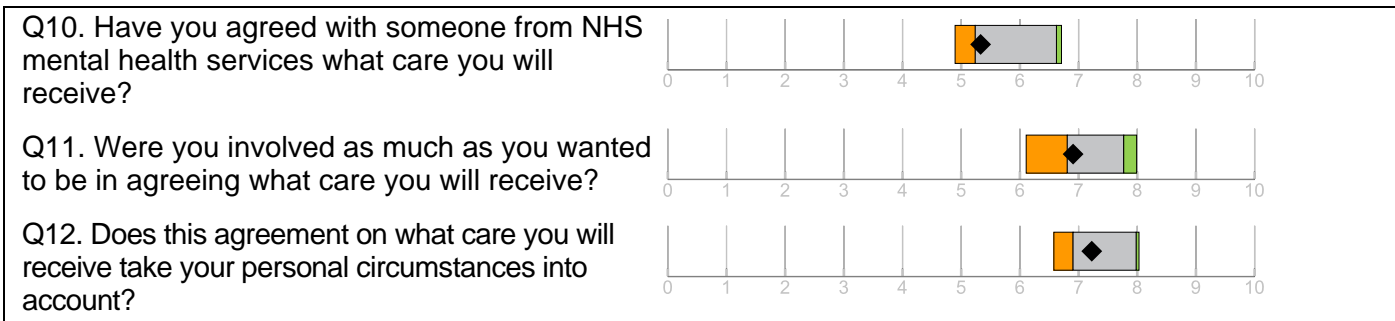 Q10. Have you agreed with someone from NHS
mental health services what care you will
receive?
0 1 2 3 4 5 6 7 8 9 10
Q11. Were you involved as much as you wanted
to be in agreeing what care you will receive?
0 1 2 3 4 5 6 7 8 9 10
Q12. Does this agreement on what care you will
receive take your personal circumstances into
account?
0 1 2 3 4 5 6 7 8 9 10